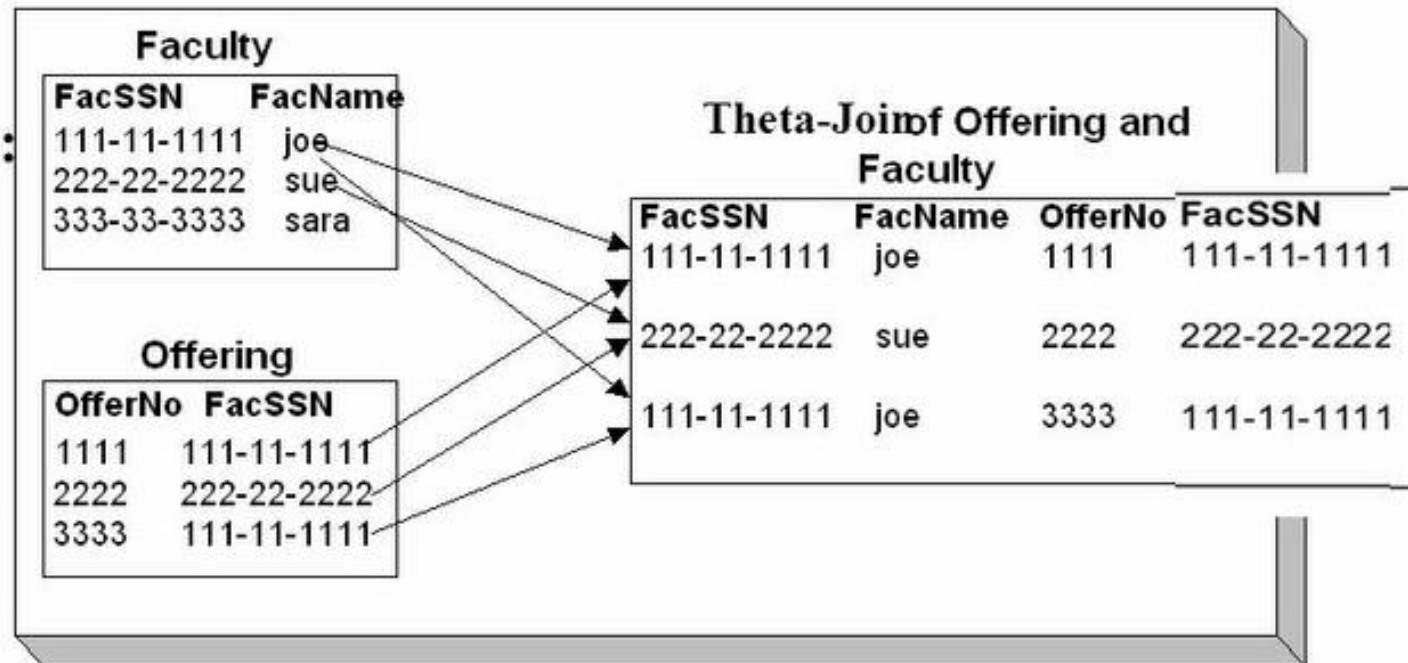 Faculty
FacSSN FacName
: 111-11-1111 joe
222-22-2222 sue
333-33-3333 sara
Offering
OfferNo FacSSN
1111 111-11-1111
2222 222-22-2222
3333 111-11-1111
Theta-Join of Offering and
Faculty
FacSSN FacName OfferNo FacSSN
111-11-1111 joe 1111 111-11-1111
222-22-2222 sue 2222 222-22-2222
111-11-1111 joe 3333 111-11-1111